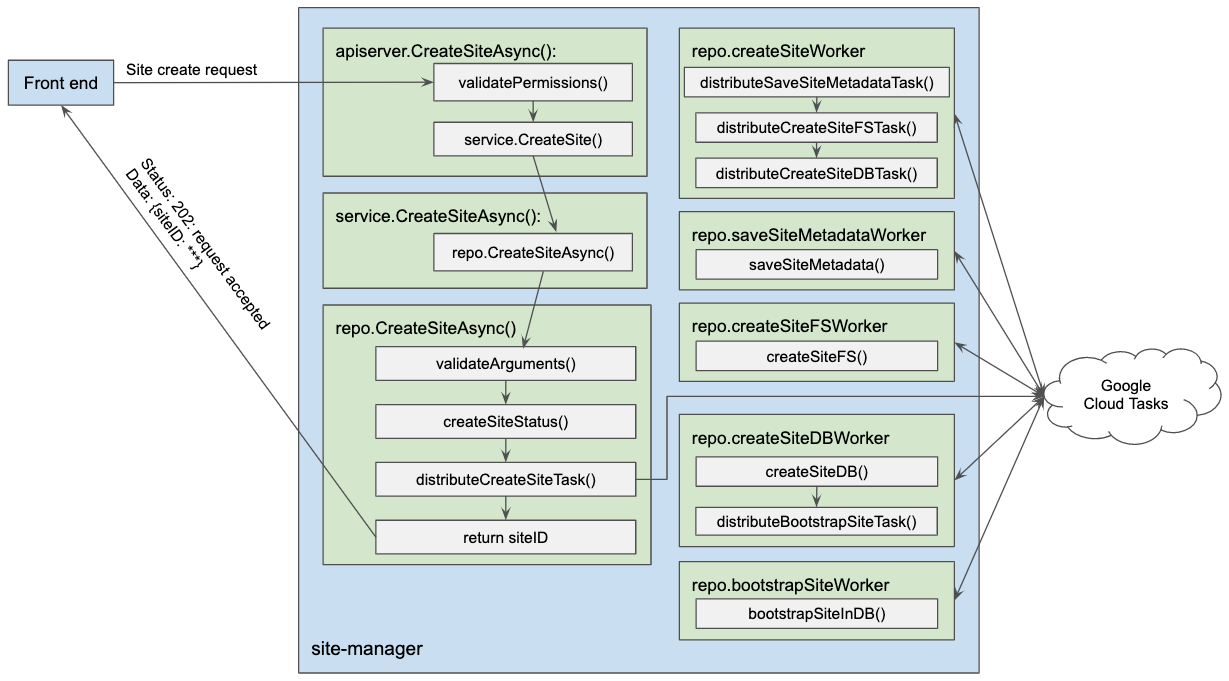 Front end
Site create request
Status: 202: request accepted
Data: {siteID: ***}
apiserver.CreateSiteAsync():
validatePermissions()
service.CreateSite()
service.CreateSiteAsync():
repo.CreateSiteAsync()
repo.CreateSiteAsync()
validateArguments()
createSiteStatus()
distributeCreateSiteTask()
return siteID
site-manager
repo.createSiteWorker
distributeSaveSiteMetadataTask()
distributeCreateSiteFSTask()
distributeCreateSiteDBTask()
repo.saveSiteMetadataWorker
saveSiteMetadata()
repo.createSiteFSWorker
createSiteFS()
repo.createSiteDBWorker
createSiteDB()
distributeBootstrapSiteTask()
repo.bootstrapSiteWorker
bootstrapSiteInDB()
Google
Cloud Tasks